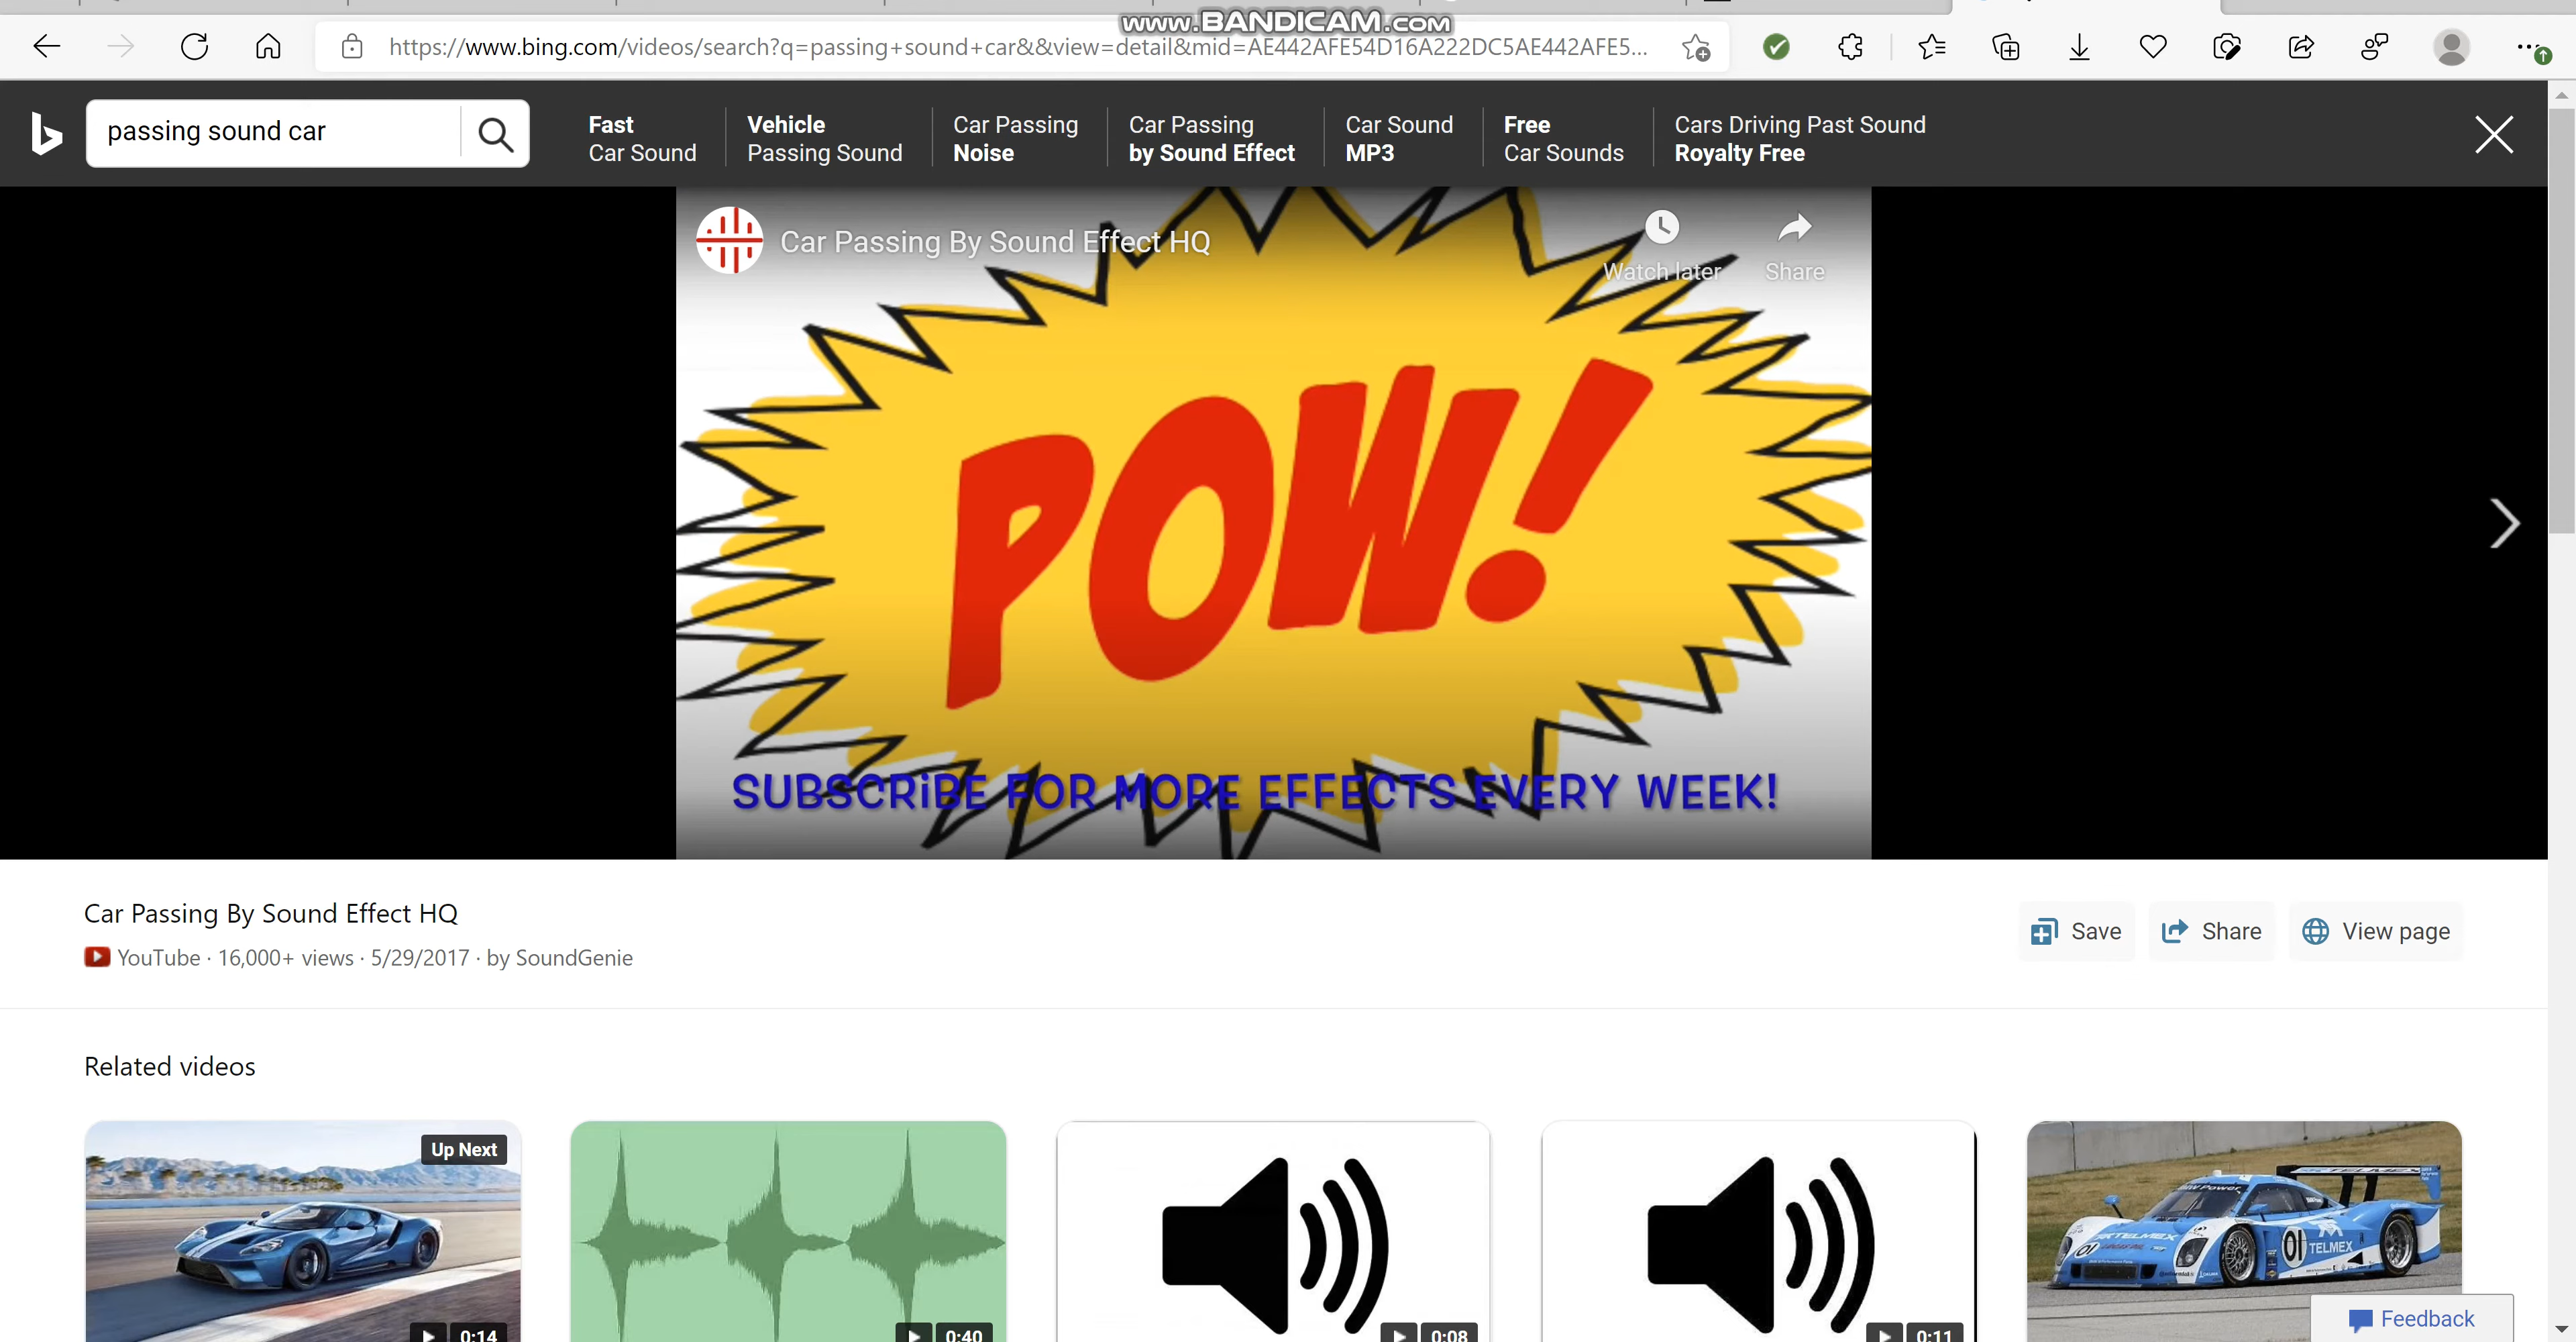 www.BANDICAM.com
https://www.bing.com/videos/search?q=passing+sound+car&&view=detail&mid=AE442AFE54D16A222DC5AE442AFE5...
passing sound car
Fast
Car Sound
Vehicle
Passing Sound
Car Passing
Noise
Car Passing
by Sound Effect
Car Sound
MP3
Free
Car Sounds
Cars Driving Past Sound
Royalty Free
Car Passing By Sound Effect HQ
Watch later
Share
POW!
SUBSCRiBE FOR MORE EFFECTS EVERY WEEK!
Car Passing By Sound Effect HQ
YouTube · 16,000+ views · 5/29/2017 · by SoundGenie
Save
Share
View page
Related videos
Up Next
0:14
0:40
0:08
0:11
TELMEX
01
01
TELMEX
Feedback